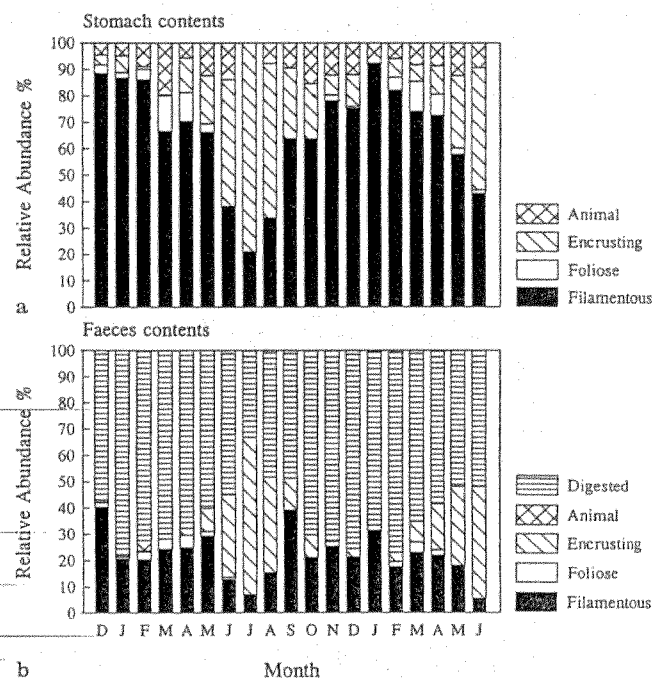 Stomach contents
Relative Abundance %
100
90
80
70
60
50
40
30
20
10
0
Animal
Encrusting
Foliose
Filamentous
a
Faeces contents
Relative Abundance %
100
90
80
70
60
50
40
30
20
10
0
Digested
Animal
Encrusting
Foliose
Filamentous
D J F M A M J J A S O N D J F M A M J
b
Month